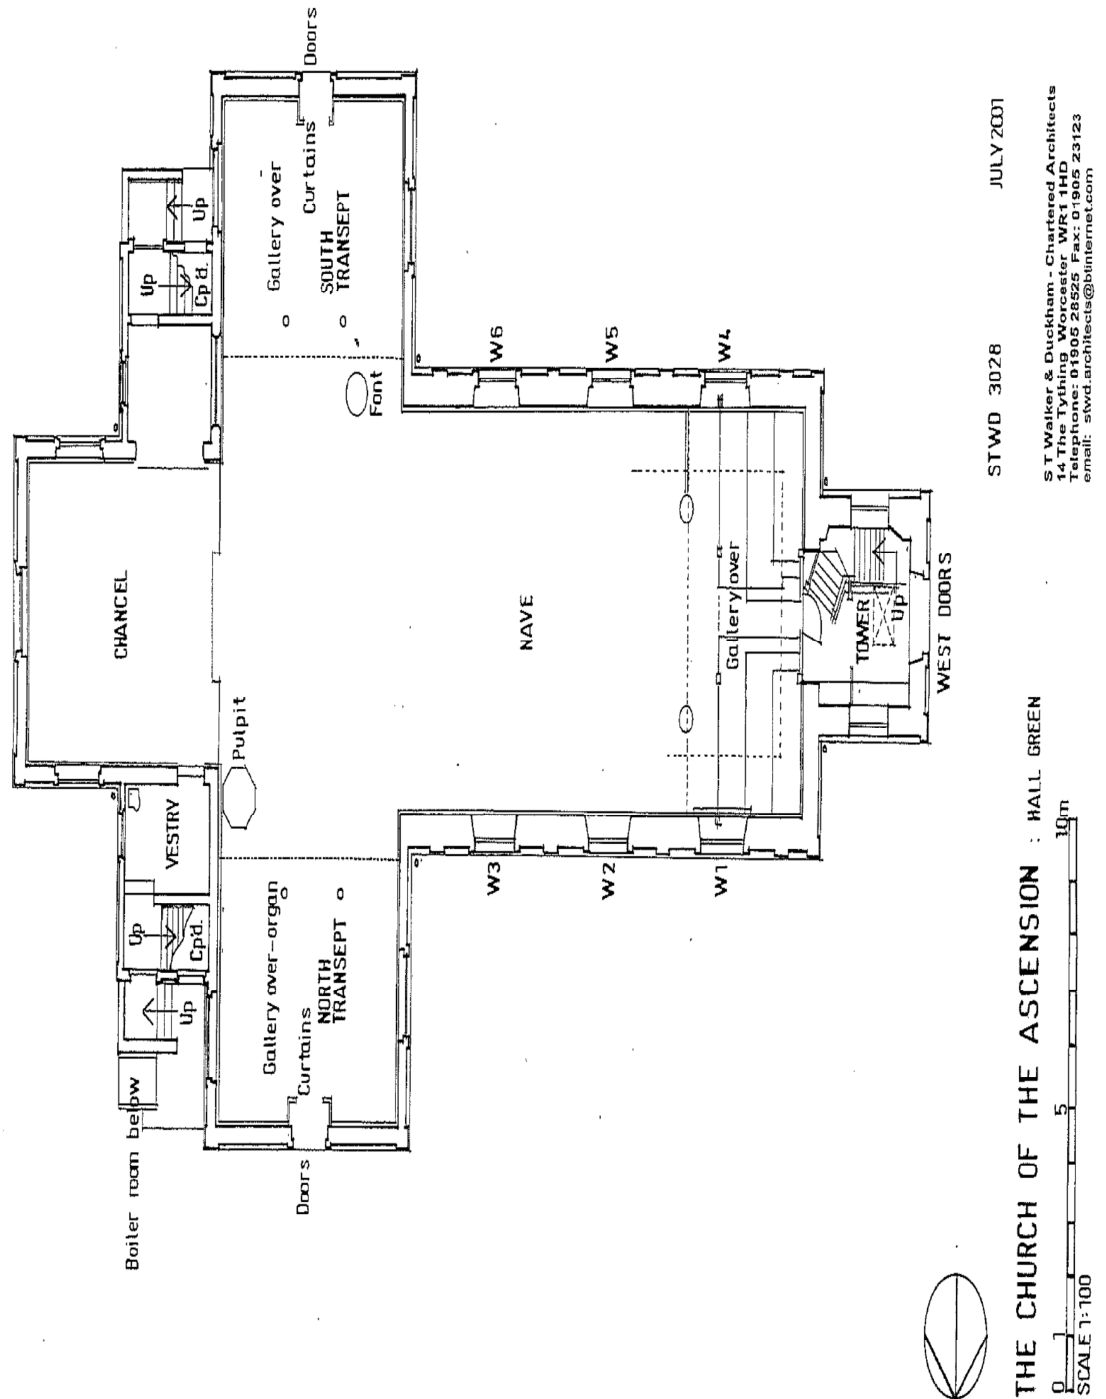 Boiler room below
Up
Up
Cp'd.
VESTRY
CHANCEL
Up
Cp'd.
Up
Doors
Gallery over-organ
Curtains
NORTH
TRANSEPT
Pulpit
Gallery over
Curtains
SOUTH
TRANSEPT
Doors
Font
NAVE
W3
W2
W1
W6
W5
W4
Gallery over
TOWER
Up
WEST DOORS
THE CHURCH OF THE ASCENSION : HALL GREEN
0 1 5 10m
SCALE 1:100
STWD 3028
JULY 2001
S T Walker & Duckham - Chartered Architects
14 The Tything Worcester WR1 1HD
Telephone: 01905 28525 Fax: 01905 23123
email: stwd.architects@btinternet.com